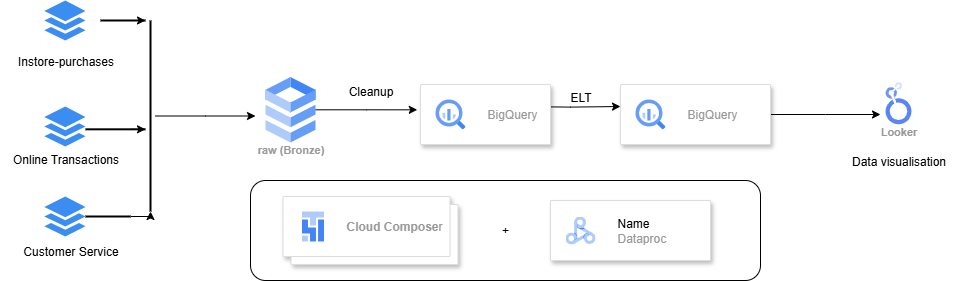 Instore-purchases
Online Transactions
Customer Service
raw (Bronze)
Cleanup
BigQuery
ELT
BigQuery
Looker
Data visualisation
Cloud Composer
+
Name
Dataproc